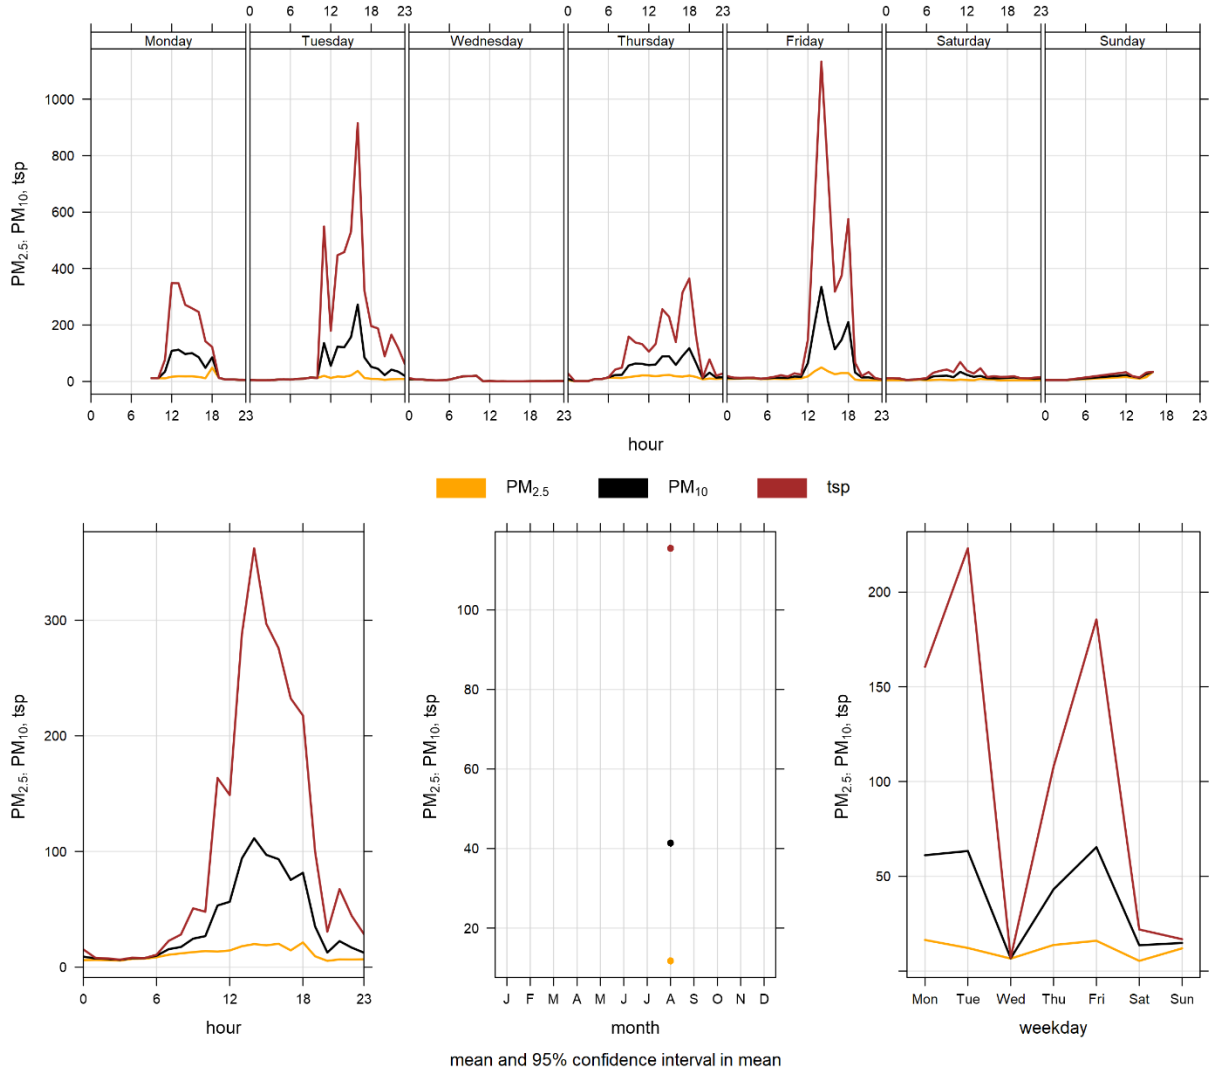 0 6 12 18 23 0 6 12 18 23 0 6 12 18 23 0 6 12 18 23
Monday Tuesday Wednesday Thursday Friday Saturday Sunday
1000
800
600
400
200
0
PM2.5, PM10, tsp
0 6 12 18 23 0 6 12 18 23 0 6 12 18 23 0 6 12 18 23
hour
PM2.5 PM10 tsp
300
200
100
0
PM2.5, PM10, tsp
0 6 12 18 23
hour
100
80
60
40
20
PM2.5, PM10, tsp
J F M A M J J A S O N D
month
200
150
100
50
PM2.5, PM10, tsp
Mon Tue Wed Thu Fri Sat Sun
weekday
mean and 95% confidence interval in mean